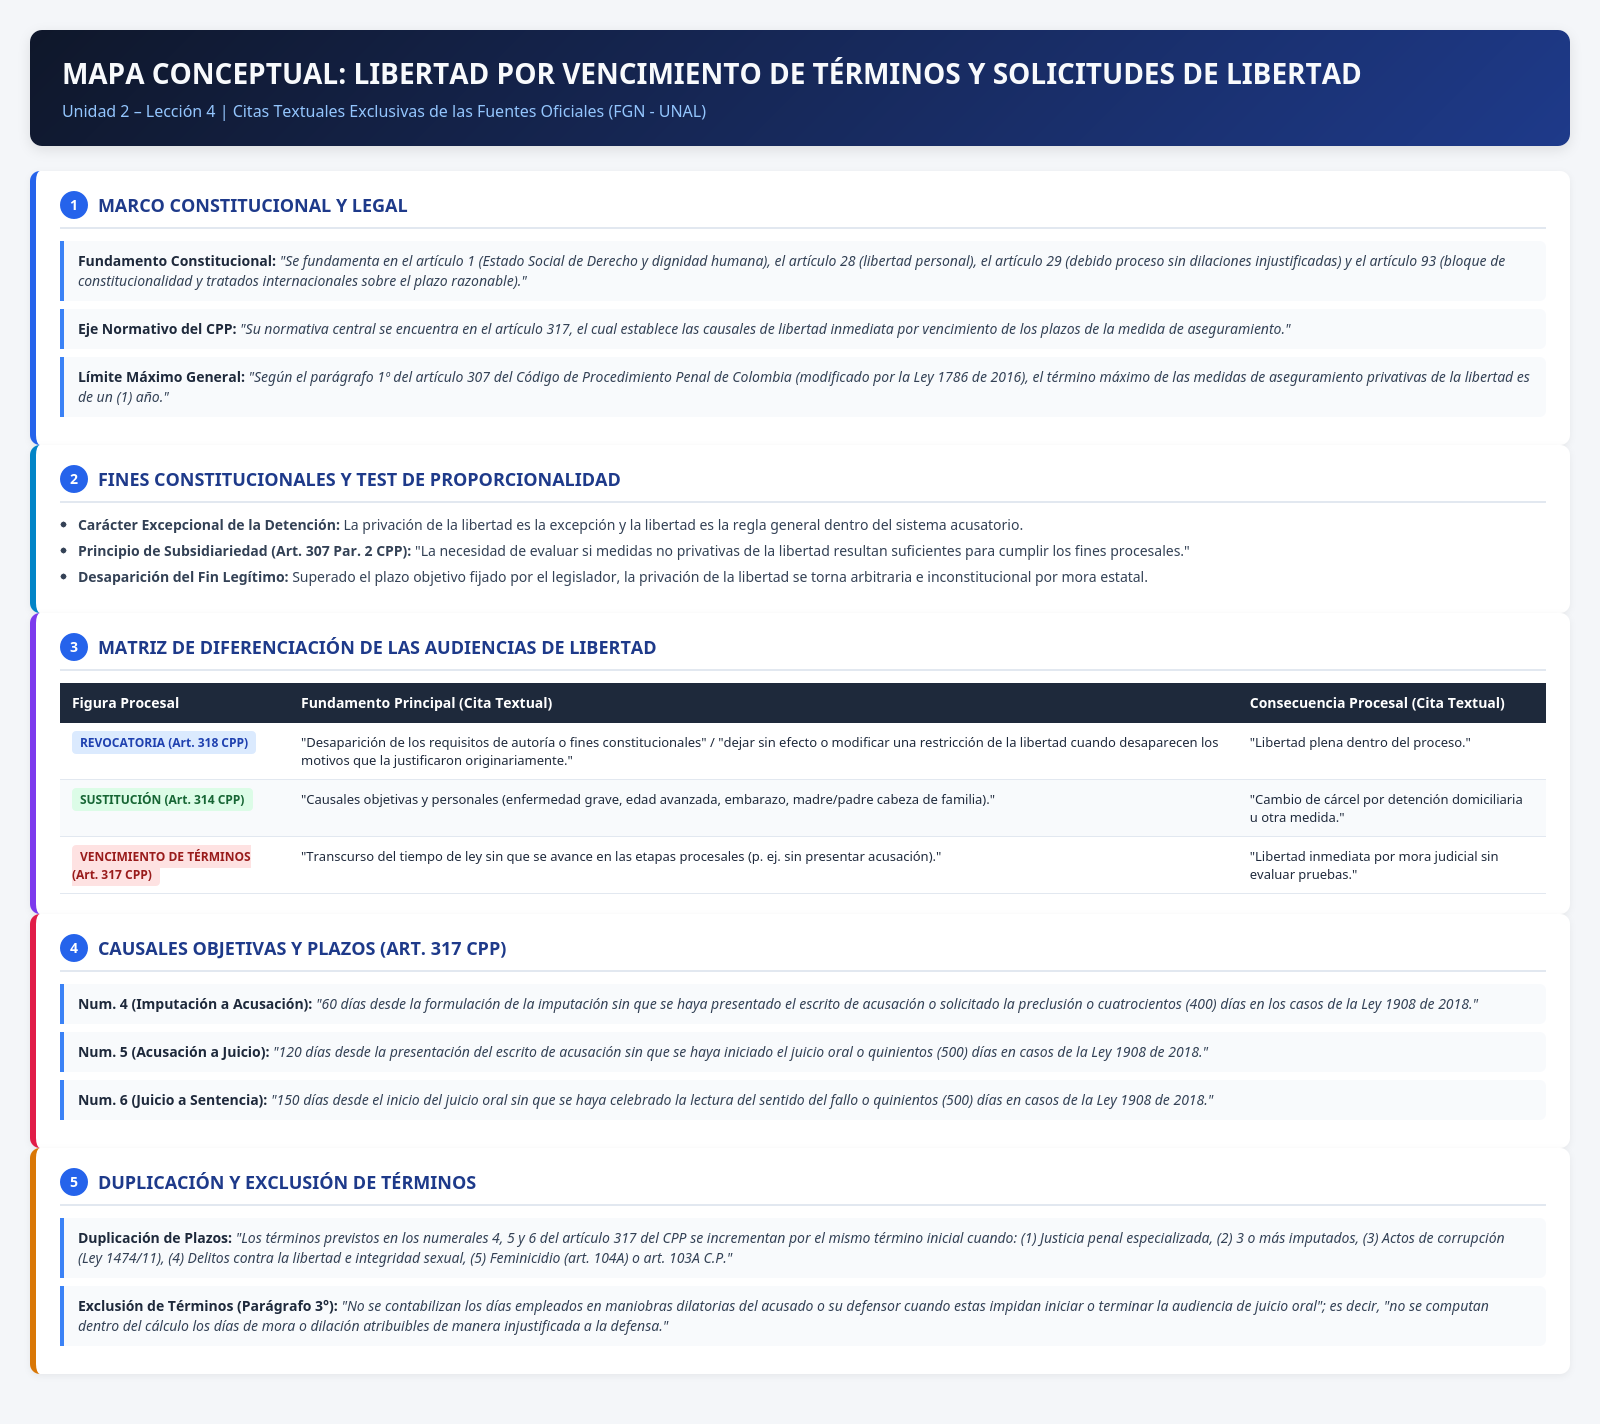 MAPA CONCEPTUAL: LIBERTAD POR VENCIMIENTO DE TÉRMINOS Y SOLICITUDES DE LIBERTAD
Unidad 2 – Lección 4 | Citas Textuales Exclusivas de las Fuentes Oficiales (FGN - UNAL)
1 MARCO CONSTITUCIONAL Y LEGAL
Fundamento Constitucional: "Se fundamenta en el artículo 1 (Estado Social de Derecho y dignidad humana), el artículo 28 (libertad personal), el artículo 29 (debido proceso sin dilaciones injustificadas) y el artículo 93 (bloque de
constitucionalidad y tratados internacionales sobre el plazo razonable)."
Eje Normativo del CPP: "Su normativa central se encuentra en el artículo 317, el cual establece las causales de libertad inmediata por vencimiento de los plazos de la medida de aseguramiento."
Límite Máximo General: "Según el parágrafo 1º del artículo 307 del Código de Procedimiento Penal de Colombia (modificado por la Ley 1786 de 2016), el término máximo de las medidas de aseguramiento privativas de la libertad es
de un (1) año."
2 FINES CONSTITUCIONALES Y TEST DE PROPORCIONALIDAD
• Carácter Excepcional de la Detención: La privación de la libertad es la excepción y la libertad es la regla general dentro del sistema acusatorio.
• Principio de Subsidiariedad (Art. 307 Par. 2 CPP): "La necesidad de evaluar si medidas no privativas de la libertad resultan suficientes para cumplir los fines procesales."
• Desaparición del Fin Legítimo: Superado el plazo objetivo fijado por el legislador, la privación de la libertad se torna arbitraria e inconstitucional por mora estatal.
3 MATRIZ DE DIFERENCIACIÓN DE LAS AUDIENCIAS DE LIBERTAD
Figura Procesal Fundamento Principal (Cita Textual) Consecuencia Procesal (Cita Textual)
REVOCATORIA (Art. 318 CPP) "Desaparición de los requisitos de autoría o fines constitucionales" / "dejar sin efecto o modificar una restricción de la libertad cuando desaparecen los "Libertad plena dentro del proceso."
motivos que la justificaron originariamente."
SUSTITUCIÓN (Art. 314 CPP) "Causales objetivas y personales (enfermedad grave, edad avanzada, embarazo, madre/padre cabeza de familia)." "Cambio de cárcel por detención domiciliaria
u otra medida."
VENCIMIENTO DE TÉRMINOS "Transcurso del tiempo de ley sin que se avance en las etapas procesales (p. ej. sin presentar acusación)." "Libertad inmediata por mora judicial sin
(Art. 317 CPP) evaluar pruebas."
4 CAUSALES OBJETIVAS Y PLAZOS (ART. 317 CPP)
Num. 4 (Imputación a Acusación): "60 días desde la formulación de la imputación sin que se haya presentado el escrito de acusación o solicitado la preclusión o cuatrocientos (400) días en los casos de la Ley 1908 de 2018."
Num. 5 (Acusación a Juicio): "120 días desde la presentación del escrito de acusación sin que se haya iniciado el juicio oral o quinientos (500) días en casos de la Ley 1908 de 2018."
Num. 6 (Juicio a Sentencia): "150 días desde el inicio del juicio oral sin que se haya celebrado la lectura del sentido del fallo o quinientos (500) días en casos de la Ley 1908 de 2018."
5 DUPLICACIÓN Y EXCLUSIÓN DE TÉRMINOS
Duplicación de Plazos: "Los términos previstos en los numerales 4, 5 y 6 del artículo 317 del CPP se incrementan por el mismo término inicial cuando: (1) Justicia penal especializada, (2) 3 o más imputados, (3) Actos de corrupción
(Ley 1474/11), (4) Delitos contra la libertad e integridad sexual, (5) Feminicidio (art. 104A) o art. 103A C.P."
Exclusión de Términos (Parágrafo 3°): "No se contabilizan los días empleados en maniobras dilatorias del acusado o su defensor cuando estas impidan iniciar o terminar la audiencia de juicio oral"; es decir, "no se computan
dentro del cálculo los días de mora o dilación atribuibles de manera injustificada a la defensa."